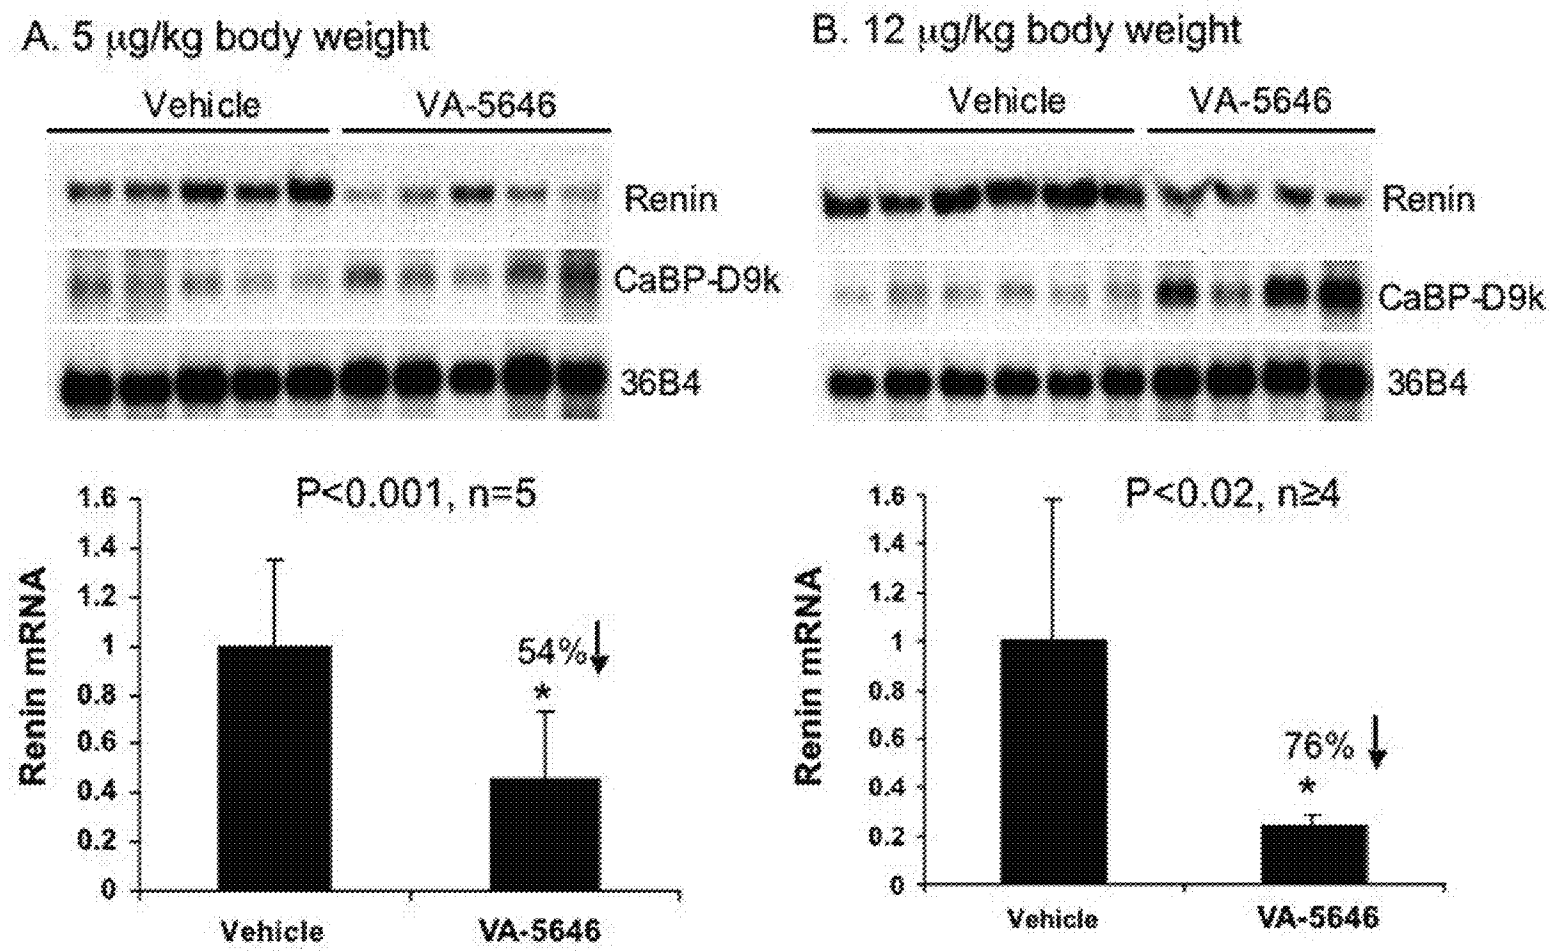 A. 5 μg/kg body weight
Vehicle VA-5646
Renin
CaBP-D9k
36B4
P<0.001, n=5
1.6
1.4
1.2
1
0.8
0.6
0.4
0.2
0
Renin mRNA
54%
*
Vehicle VA-5646
B. 12 μg/kg body weight
Vehicle VA-5646
Renin
CaBP-D9k
36B4
P<0.02, n≥4
1.6
1.4
1.2
1
0.8
0.6
0.4
0.2
0
Renin mRNA
76%
*
Vehicle VA-5646